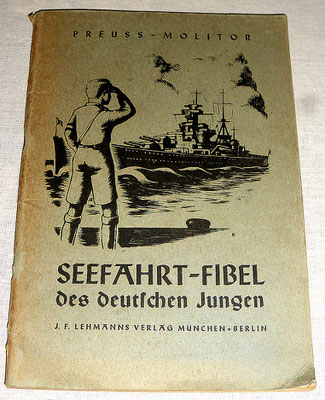 PREUSS-MOLITOR
K
SEEFAHRT-FIBEL
des deutſchen Jungen
J. F. LEHMANNS VERLAG MÜNCHEN-BERLIN